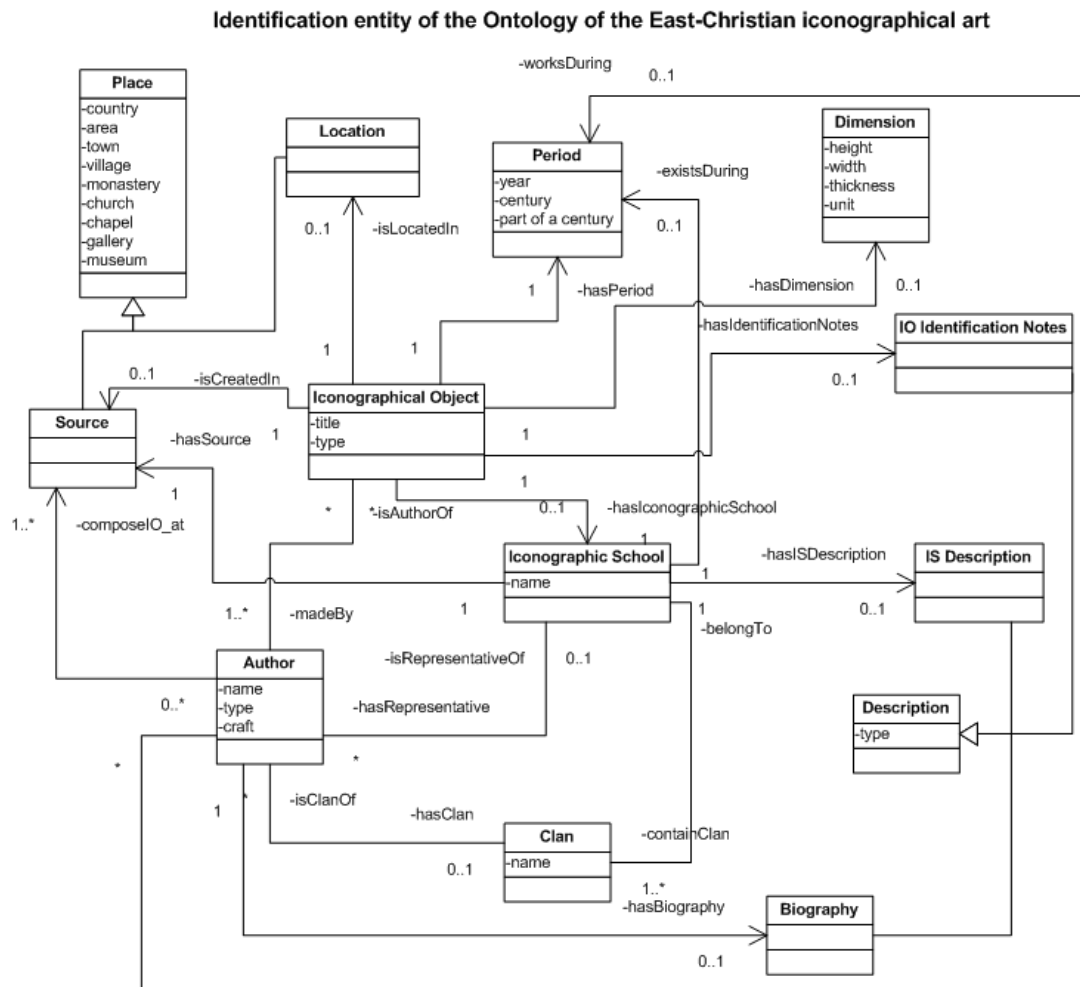 Identification entity of the Ontology of the East-Christian iconographical art
-worksDuring
0..1
Place
-country
-area
-town
-village
-monastery
-church
-chapel
-gallery
-museum
Location
Period
-year
-century
-part of a century
Dimension
-height
-width
-thickness
-unit
-existsDuring
0..1
0..1
-isLocatedIn
1
-hasPeriod
-hasDimension
0..1
-hasIdentificationNotes
IO Identification Notes
1
1
0..1
-isCreatedIn
0..1
Iconographical Object
-title
-type
Source
-hasSource
1
1
1
1
0..1
-hasIconographicSchool
1..*
-composeIO_at
*
*
-isAuthorOf
1
Iconographic School
-name
-hasISDescription
1
0..1
IS Description
1..*
-madeBy
1
1
-belongTo
-isRepresentativeOf
0..1
Author
-name
-type
-craft
0..*
-hasRepresentative
*
*
Description
-type
1
*
-isClanOf
-hasClan
0..1
Clan
-name
-containClan
1..*
-hasBiography
0..1
Biography